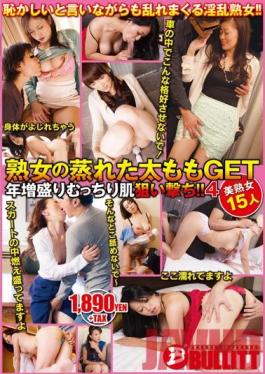 恥かしいと言いながらも乱れまくる淫乱熟女!!
車の中でこんな格好させないで!
身体がよじれちゃう
熟女の蒸れた太ももGET
年増盛りむっちり肌狙い撃ち!!4
美熟女
15人
スカートの中燃え盛ってますよ
そんなとこ舐めないで〜
ここ濡れてますよ
1,890YEN
+TAX
BULLITT